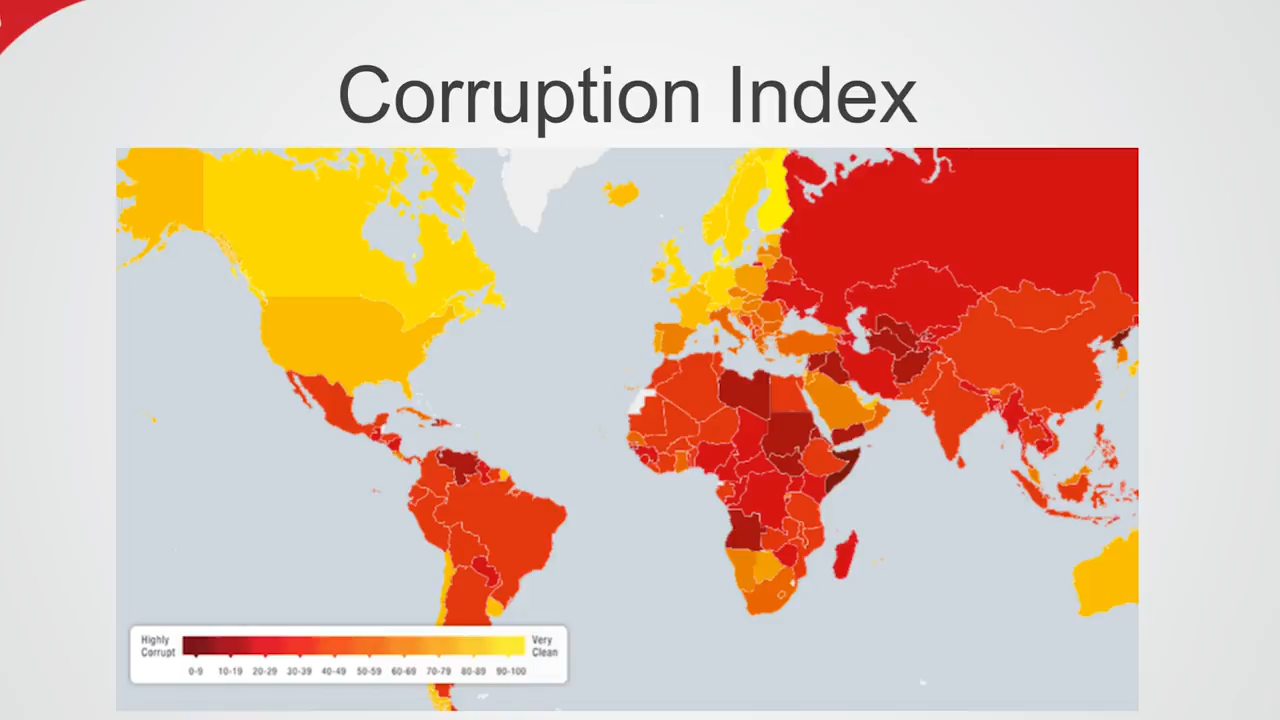 Corruption Index
Highly
Corrupt
Very
Clean
0-9 10-19 20-29 30-39 40-49 50-59 60-69 70-79 80-89 90-100